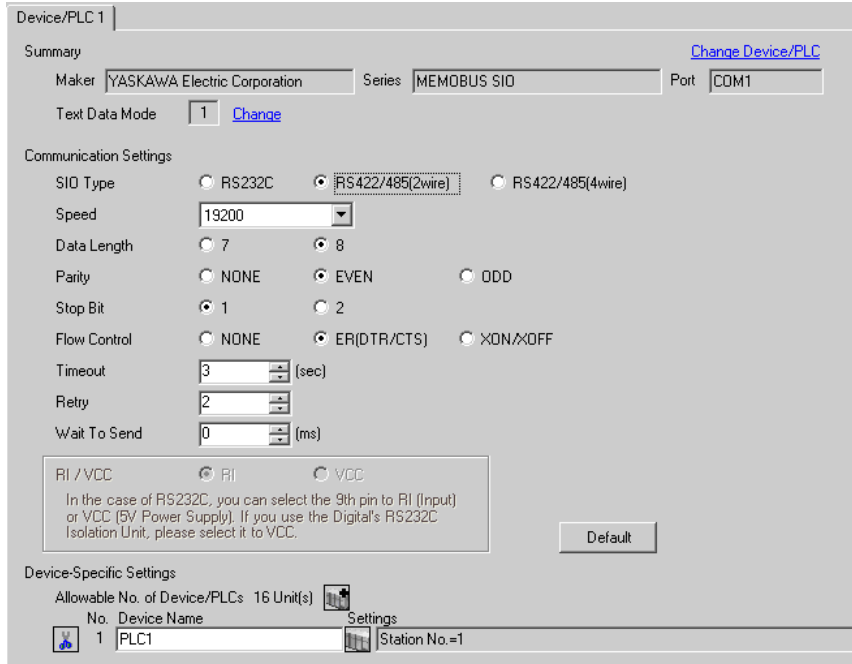 Device/PLC 1
Summary
Change Device/PLC
Maker YASKAWA Electric Corporation Series MEMOBUS SIO Port COM1
Text Data Mode 1 Change
Communication Settings
SIO Type RS232C RS422/485(2wire) RS422/485(4wire)
Speed 19200
Data Length 7 8
Parity NONE EVEN ODD
Stop Bit 1 2
Flow Control NONE ER(DTR/CTS) XON/XOFF
Timeout 3 (sec)
Retry 2
Wait To Send 0 (ms)
RI / VCC RI VCC
In the case of RS232C, you can select the 9th pin to RI (Input)
or VCC (5V Power Supply). If you use the Digital's RS232C
Isolation Unit, please select it to VCC.
Default
Device-Specific Settings
Allowable No. of Device/PLCs 16 Unit(s)
No. Device Name Settings
1 PLC1 Station No.=1